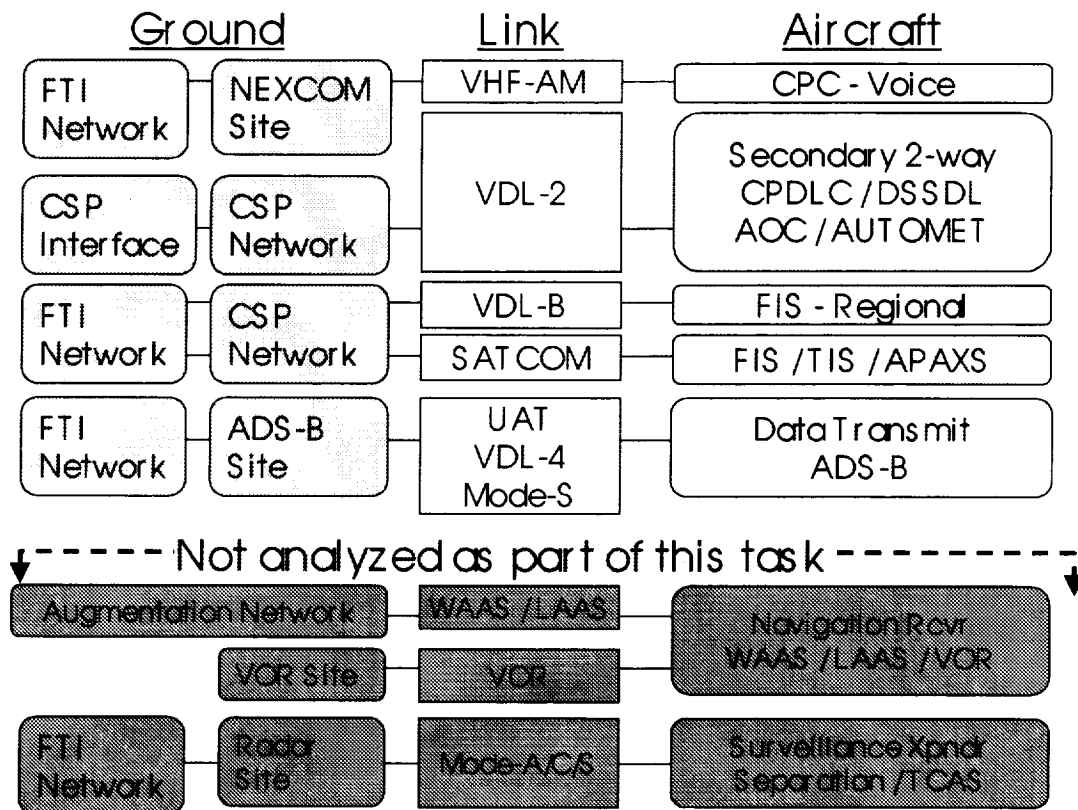 Ground Link Aircraft
FTI
Network
NEXCOM
Site
VHF-AM
CPC - Voice
CSP
Interface
CSP
Network
VDL-2
Secondary 2-way
CPDLC / DSSDL
AOC / AUTOMET
FTI
Network
CSP
Network
VDL-B
FIS - Regional
SATCOM
FIS / TIS / APAXS
FTI
Network
ADS-B
Site
UAT
VDL-4
Mode-S
Data Transmit
ADS-B
Not analyzed as part of this task
Augmentation Network
WAAS / LAAS
Navigation Rcvr
WAAS / LAAS / VOR
VOR Site
VOR
FTI
Network
Radar
Site
Mode-A/C/S
Surveillance Xpndr
Separation / TCAS